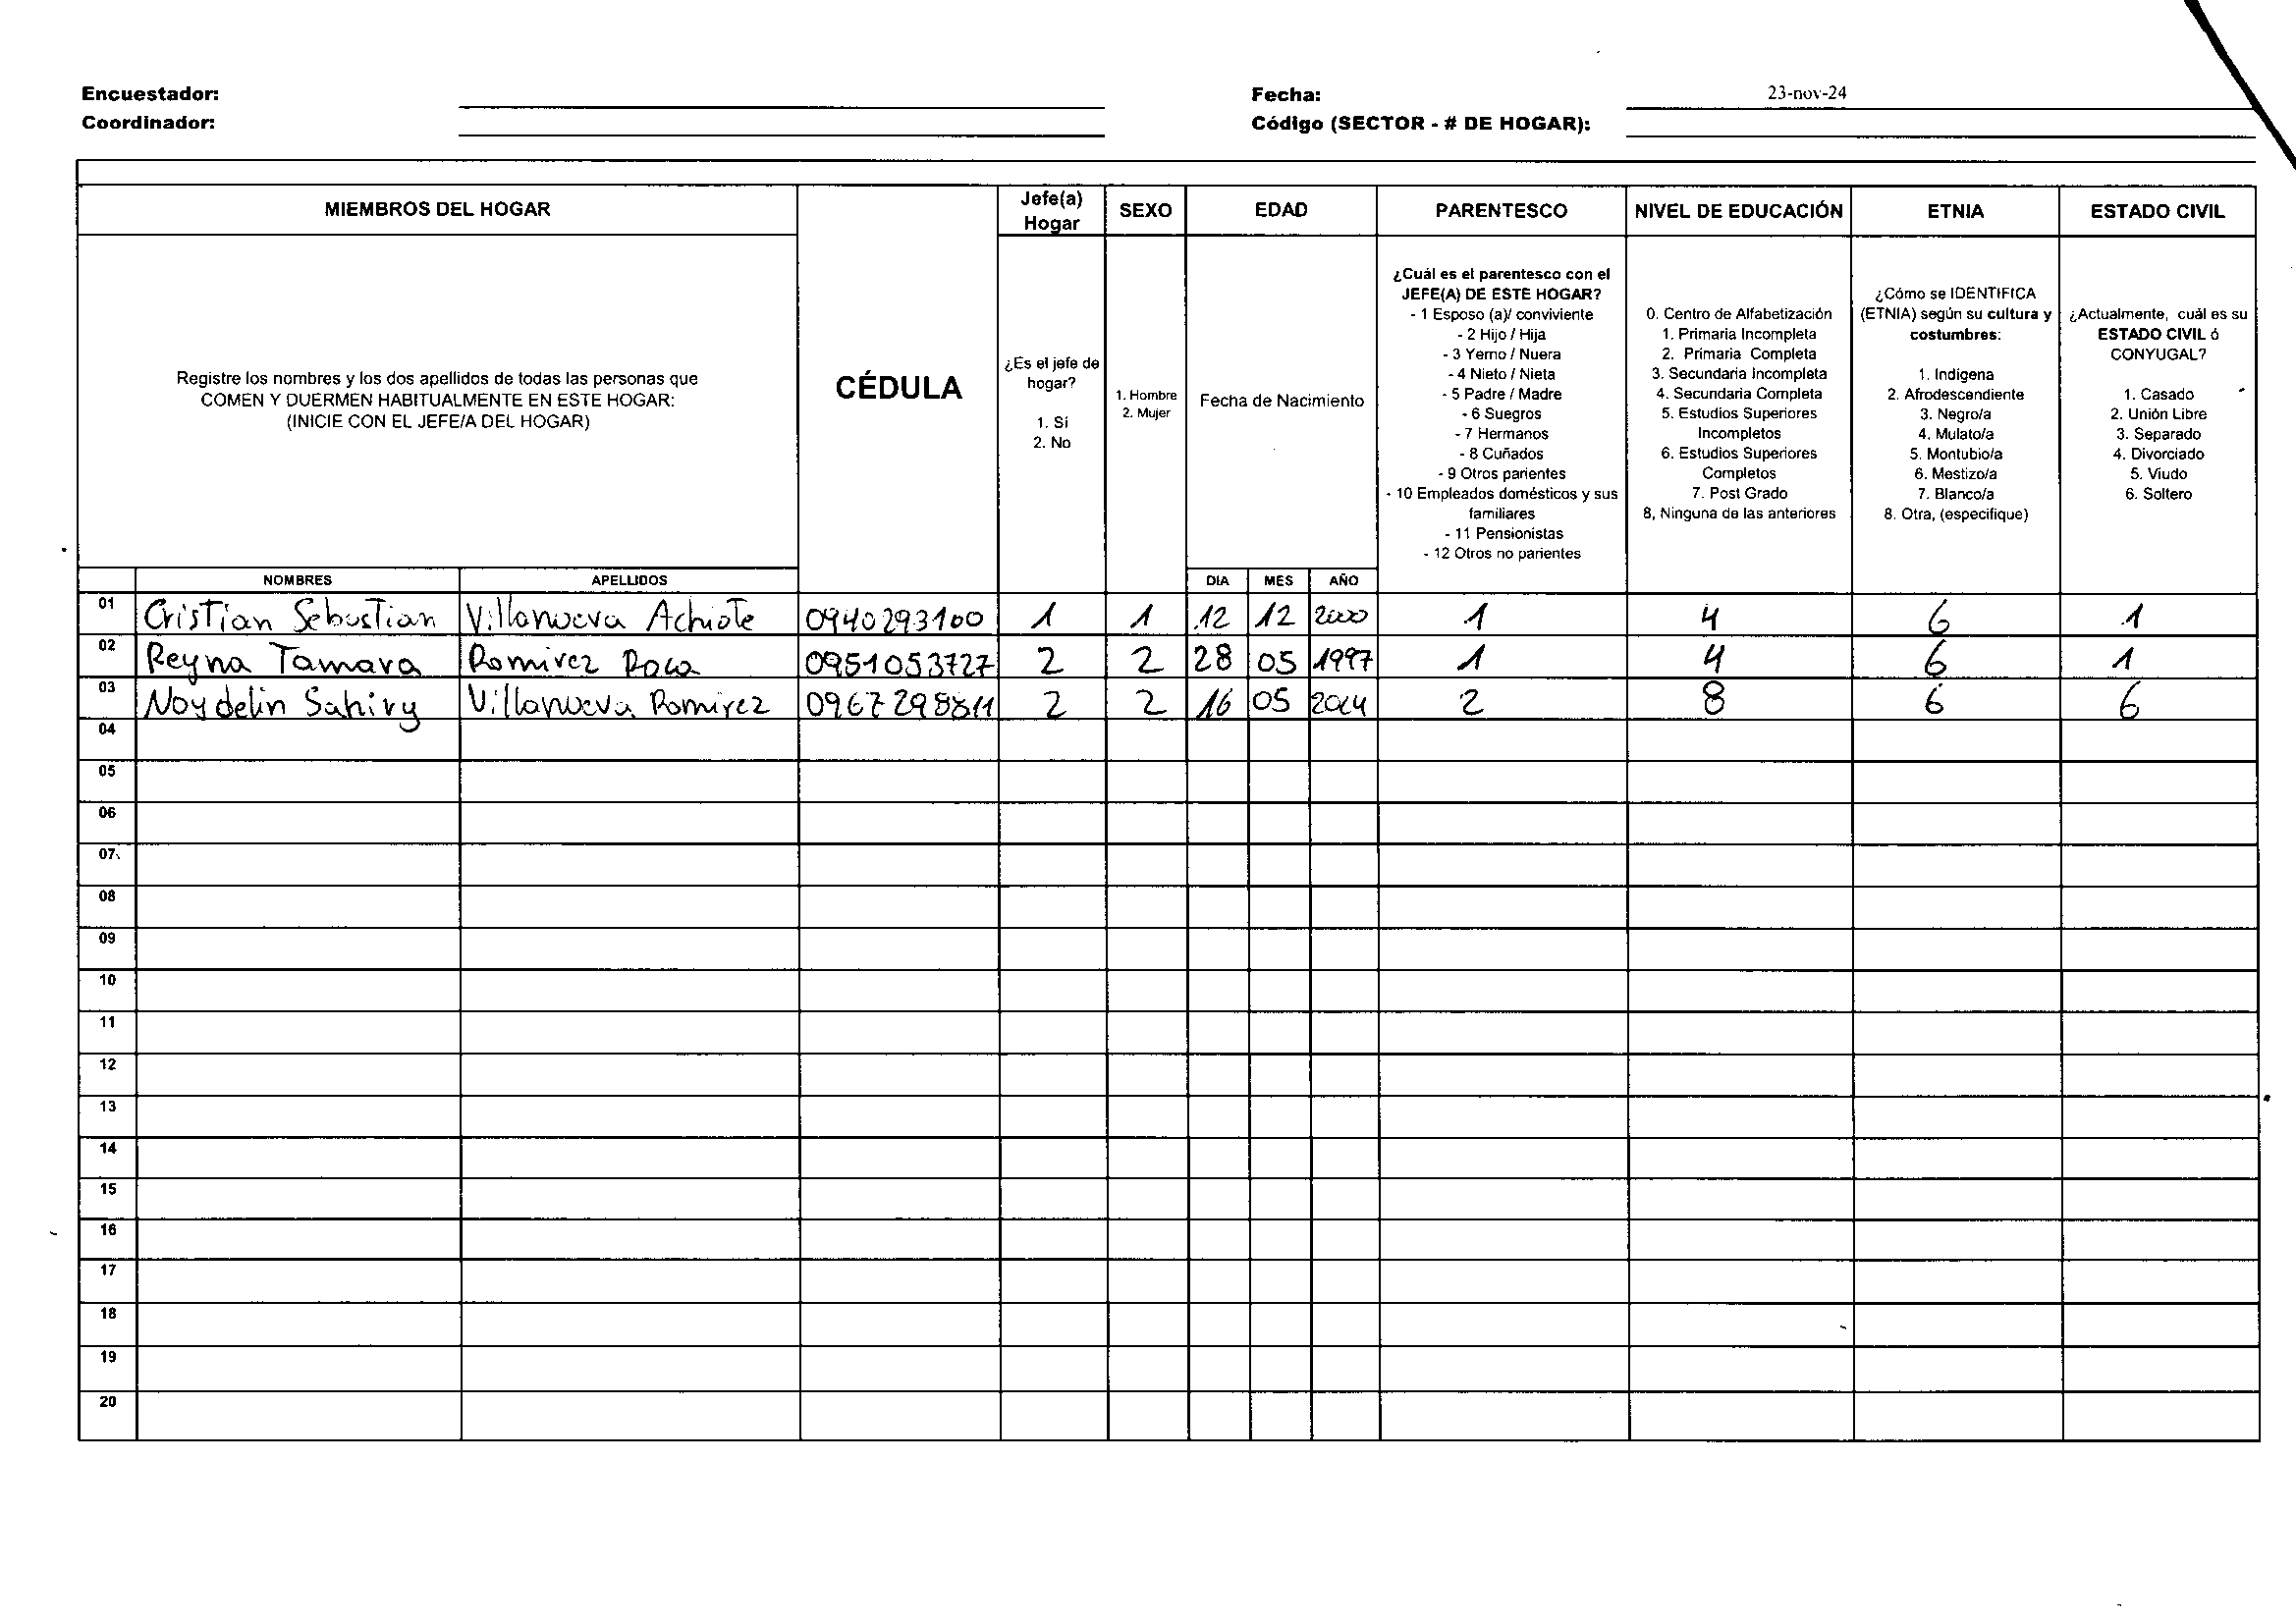 Encuestador: Fecha: 23-nov-24
Coordinador: Código (SECTOR - # DE HOGAR):
MIEMBROS DEL HOGAR
CÉDULA
Jefe(a) Hogar
SEXO
EDAD
PARENTESCO
NIVEL DE EDUCACIÓN
ETNIA
ESTADO CIVIL
Registre los nombres y los dos apellidos de todas las personas que
COMEN Y DUERMEN HABITUALMENTE EN ESTE HOGAR:
(INICIE CON EL JEFE/A DEL HOGAR)
¿Es el jefe de
hogar?
1. Sí
2. No
1. Hombre
2. Mujer
Fecha de Nacimiento
¿Cuál es el parentesco con el
JEFE(A) DE ESTE HOGAR?
- 1 Esposo (a)/ conviviente
- 2 Hijo / Hija
- 3 Yerno / Nuera
- 4 Nieto / Nieta
- 5 Padre / Madre
- 6 Suegros
- 7 Hermanos
- 8 Cuñados
- 9 Otros parientes
- 10 Empleados domésticos y sus
familiares
- 11 Pensionistas
- 12 Otros no parientes
0. Centro de Alfabetización
1. Primaria Incompleta
2. Primaria Completa
3. Secundaria Incompleta
4. Secundaria Completa
5. Estudios Superiores
Incompletos
6. Estudios Superiores
Completos
7. Post Grado
8, Ninguna de las anteriores
¿Cómo se IDENTIFICA
(ETNIA) según su cultura y
costumbres:
1. Indigena
2. Afrodescendiente
3. Negro/a
4. Mulato/a
5. Montubio/a
6. Mestizo/a
7. Blanco/a
8. Otra, (especifique)
¿Actualmente, cuál es su
ESTADO CIVIL ó
CONYUGAL?
1. Casado
2. Unión Libre
3. Separado
4. Divorciado
5. Viudo
6. Soltero
NOMBRES APELLIDOS DIA MES AÑO
01 Cristian Sebastian Villanueva Achiote 0940293100 1 1 12 12 2000 1 4 6 1
02 Reyna Tamara Ramirez Roca 0951053727 2 2 28 05 1997 1 4 6 1
03 Noydelin Sahiry Villanueva Ramirez 0967298811 2 2 16 05 2024 2 8 6 6
04
05
06
07
08
09
10
11
12
13
14
15
16
17
18
19
20